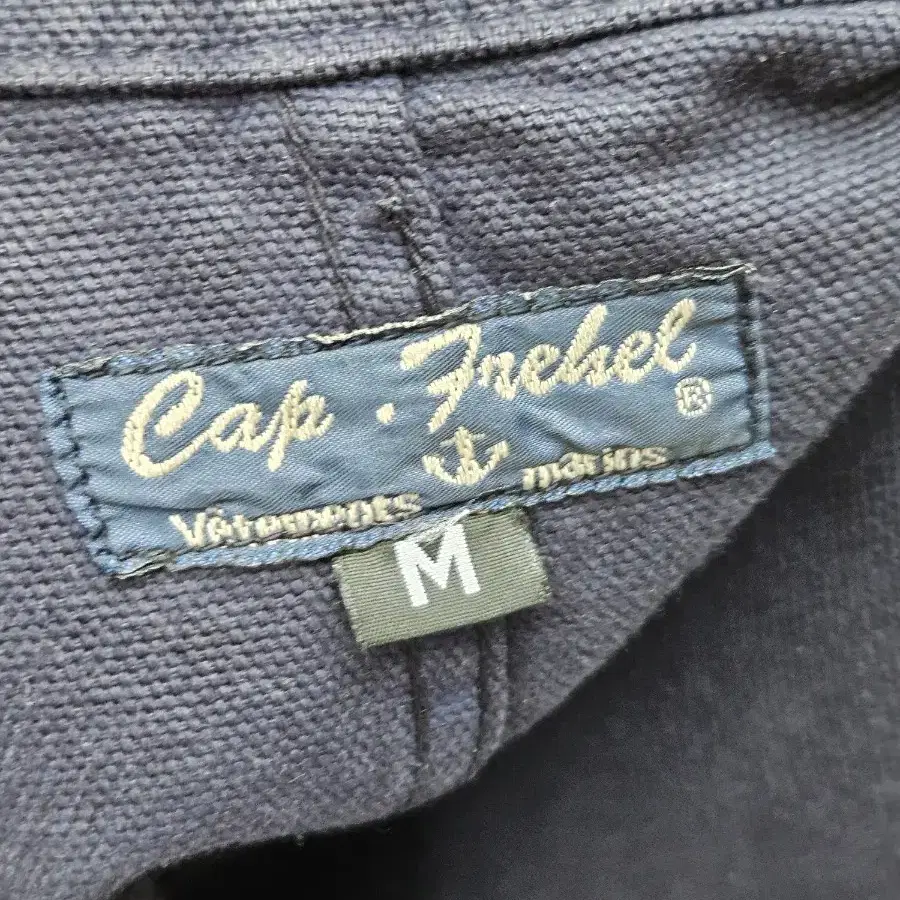 Cap . Frehel ®
Vêtements marins
M